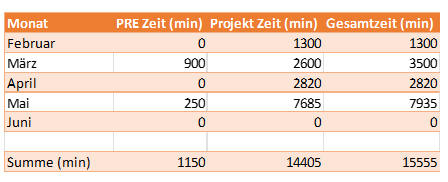 Monat PRE Zeit (min) Projekt Zeit (min) Gesamtzeit (min)
Februar 0 1300 1300
März 900 2600 3500
April 0 2820 2820
Mai 250 7685 7935
Juni 0 0 0
Summe (min) 1150 14405 15555